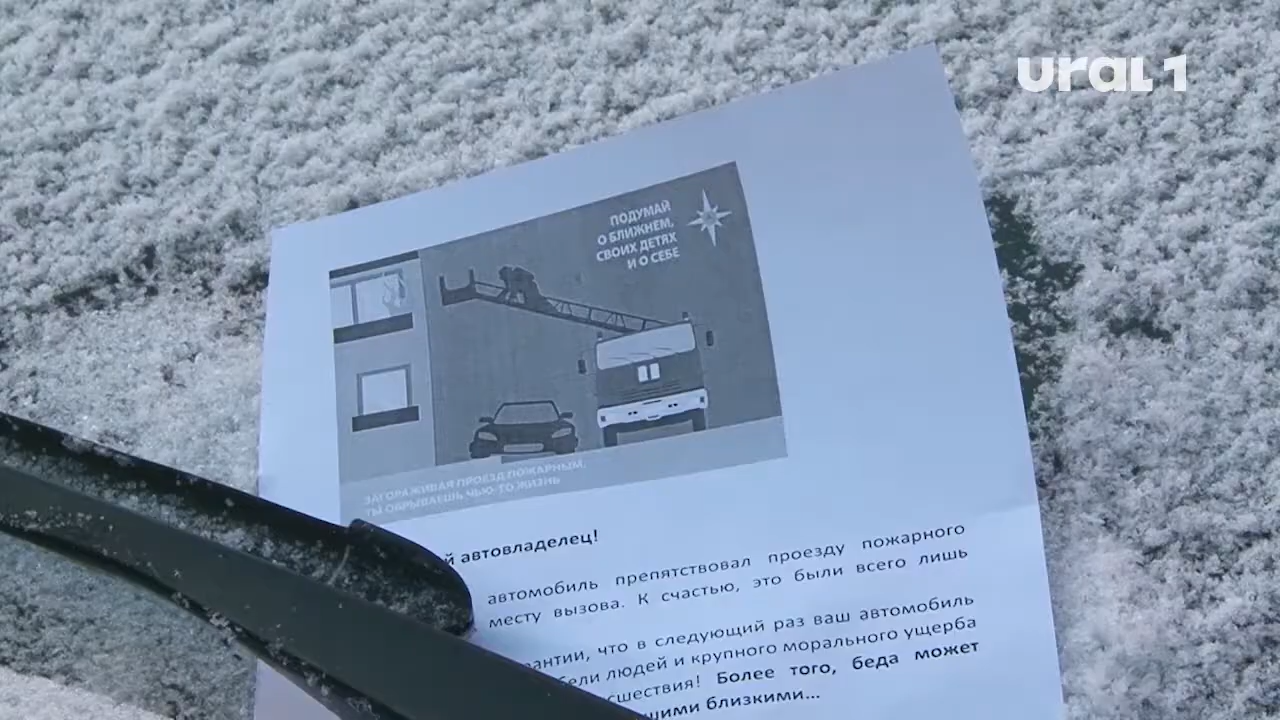 ural 1
ПОДУМАЙ
О БЛИЖНЕМ,
СВОИХ ДЕТЯХ
И О СЕБЕ
ЗАГОРАЖИВАЯ ПРОЕЗД ПОЖАРНЫМ,
ТЫ ОБРЫВАЕШЬ ЧЬЮ-ТО ЖИЗНЬ
й автовладелец!
автомобиль препятствовал проезду пожарного
месту вызова. К счастью, это были всего лишь
что в следующий раз ваш автомобиль
людей и крупного морального ущерба
Более того, беда может
близкими...